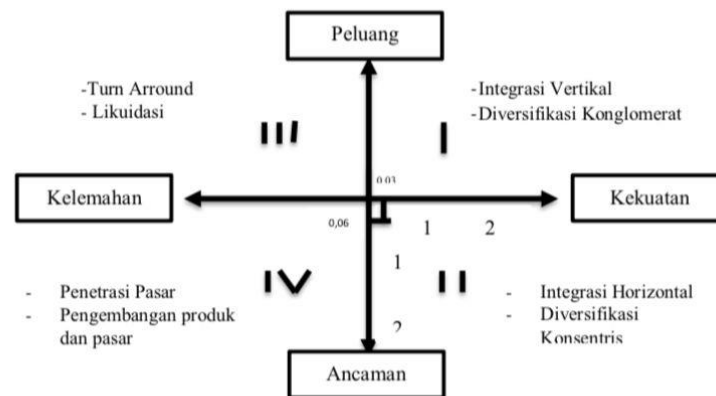 Peluang
-Turn Arround
- Likuidasi
-Integrasi Vertikal
-Diversifikasi Konglomerat
III
I
0.03
Kelemahan
Kekuatan
0,06
1
2
1
IV
II
- Penetrasi Pasar
- Pengembangan produk
dan pasar
- Integrasi Horizontal
- Diversifikasi
Konsentris
2
Ancaman